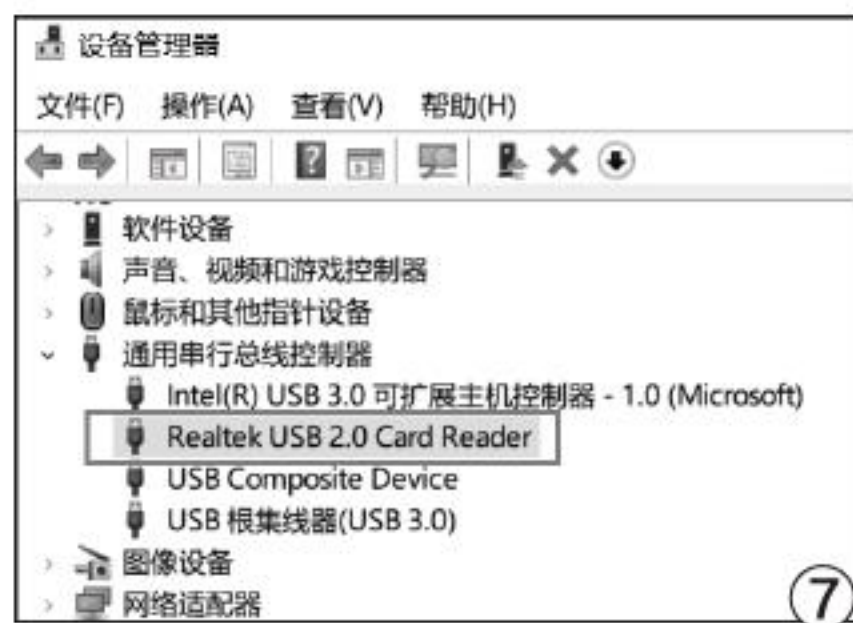 设备管理器
文件(F) 操作(A) 查看(V) 帮助(H)
软件设备
声音、视频和游戏控制器
鼠标和其他指针设备
通用串行总线控制器
Intel(R) USB 3.0 可扩展主机控制器 - 1.0 (Microsoft)
Realtek USB 2.0 Card Reader
USB Composite Device
USB 根集线器(USB 3.0)
图像设备
网络适配器
⑦